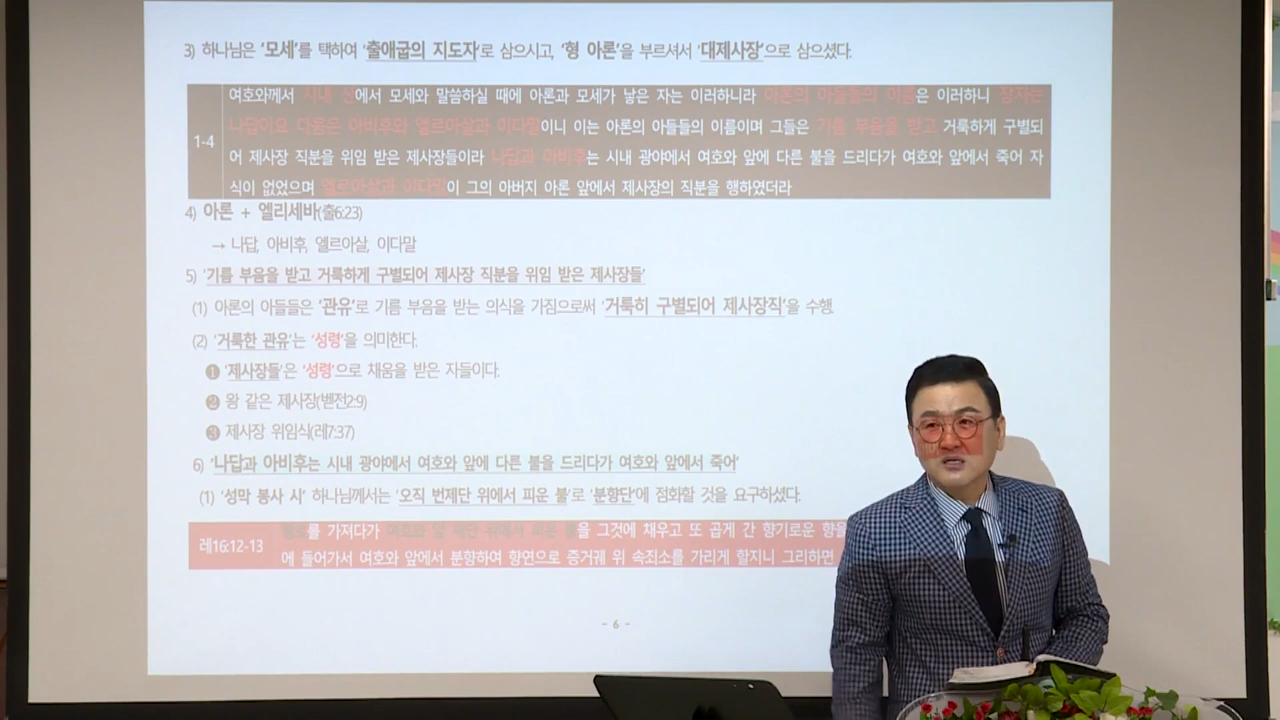 3) 하나님은 '모세'를 택하여 '출애굽의 지도자'로 삼으시고, '형 아론'을 부르셔서 '대제사장'으로 삼으셨다.
1-4
여호와께서 시내 산에서 모세와 말씀하실 때에 아론과 모세가 낳은 자는 이러하니라 아론의 아들들의 이름은 이러하니 장자는
나답이요 다음은 아비후와 엘르아살과 이다말이니 이는 아론의 아들들의 이름이며 그들은 기름 부음을 받고 거룩하게 구별되
어 제사장 직분을 위임 받은 제사장들이라 나답과 아비후는 시내 광야에서 여호와 앞에 다른 불을 드리다가 여호와 앞에서 죽어 자
식이 없었으며 엘르아살과 이다말이 그의 아버지 아론 앞에서 제사장의 직분을 행하였더라
4) 아론 + 엘리세바(출6:23)
→ 나답, 아비후, 엘르아살, 이다말
5) '기름 부음을 받고 거룩하게 구별되어 제사장 직분을 위임 받은 제사장들'
(1) 아론의 아들들은 '관유'로 기름 부음을 받는 의식을 가짐으로써 '거룩히 구별되어 제사장직'을 수행.
(2) '거룩한 관유'는 '성령'을 의미한다.
❶ '제사장들'은 '성령'으로 채움을 받은 자들이다.
❷ 왕 같은 제사장(벧전2:9)
❸ 제사장 위임식(레7:37)
6) '나답과 아비후는 시내 광야에서 여호와 앞에 다른 불을 드리다가 여호와 앞에서 죽어'
(1) '성막 봉사 시' 하나님께서는 '오직 번제단 위에서 피운 불'로 '분향단'에 점화할 것을 요구하셨다.
레16:12-13
향로를 가져다가 여호와 앞 제단 위에서 피운 불을 그것에 채우고 또 곱게 간 향기로운 향을
에 들어가서 여호와 앞에서 분향하여 향연으로 증거궤 위 속죄소를 가리게 할지니 그리하면
- 6 -